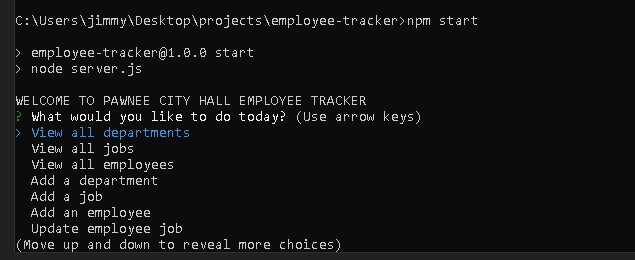 C:\Users\jimmy\Desktop\projects\employee-tracker>npm start
> employee-tracker@1.0.0 start
> node server.js
WELCOME TO PAWNEE CITY HALL EMPLOYEE TRACKER
? What would you like to do today? (Use arrow keys)
> View all departments
View all jobs
View all employees
Add a department
Add a job
Add an employee
Update employee job
(Move up and down to reveal more choices)